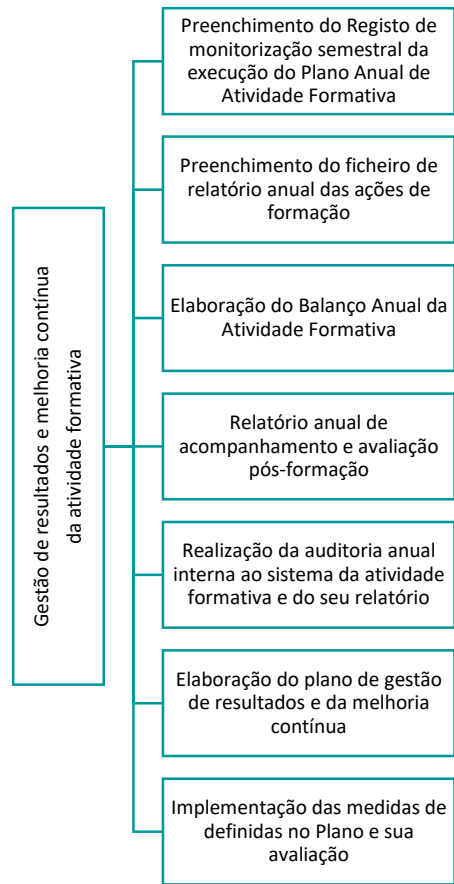 Gestão de resultados e melhoria contínua
da atividade formativa
Preenchimento do Registo de
monitorização semestral da
execução do Plano Anual de
Atividade Formativa
Preenchimento do ficheiro de
relatório anual das ações de
formação
Elaboração do Balanço Anual da
Atividade Formativa
Relatório anual de
acompanhamento e avaliação
pós-formação
Realização da auditoria anual
interna ao sistema da atividade
formativa e do seu relatório
Elaboração do plano de gestão
de resultados e da melhoria
contínua
Implementação das medidas de
definidas no Plano e sua
avaliação